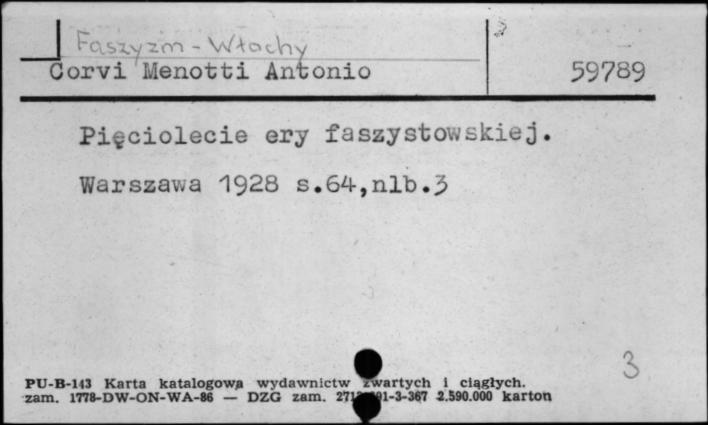 Faszyzm - Włochy
Corvi Menotti Antonio 59789
Pięciolecie ery faszystowskiej.
Warszawa 1928 s.64,nlb.3
3
PU-B-143 Karta katalogowa wydawnictw zwartych i ciągłych.
zam. 1778-DW-ON-WA-86 — DZG zam. 2.590.000 karton